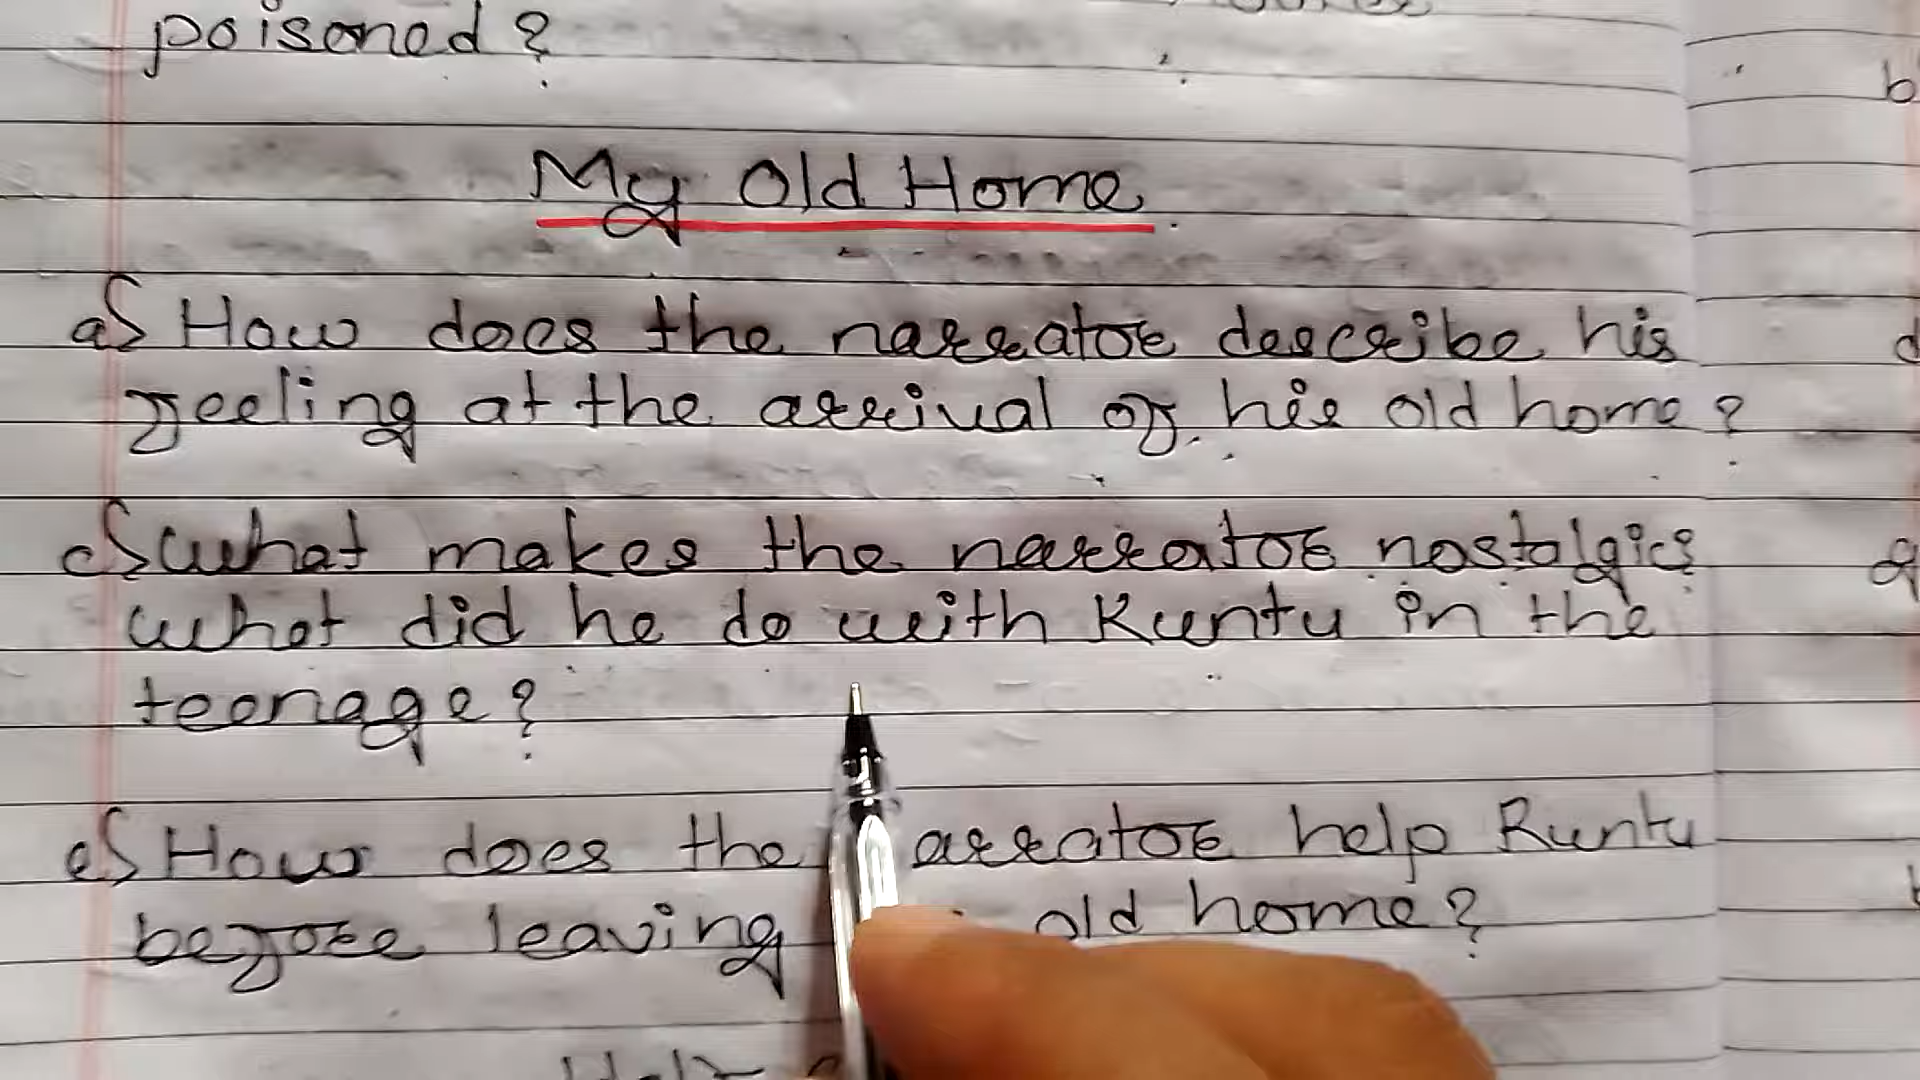 poisoned?
My Old Home
a) How does the narrator describe his
feeling at the arrival of his old home?
c) what makes the narrator nostalgic?
what did he do with Runtu in the
teenage?
e) How does the arrator help Runtu
before leaving old home?